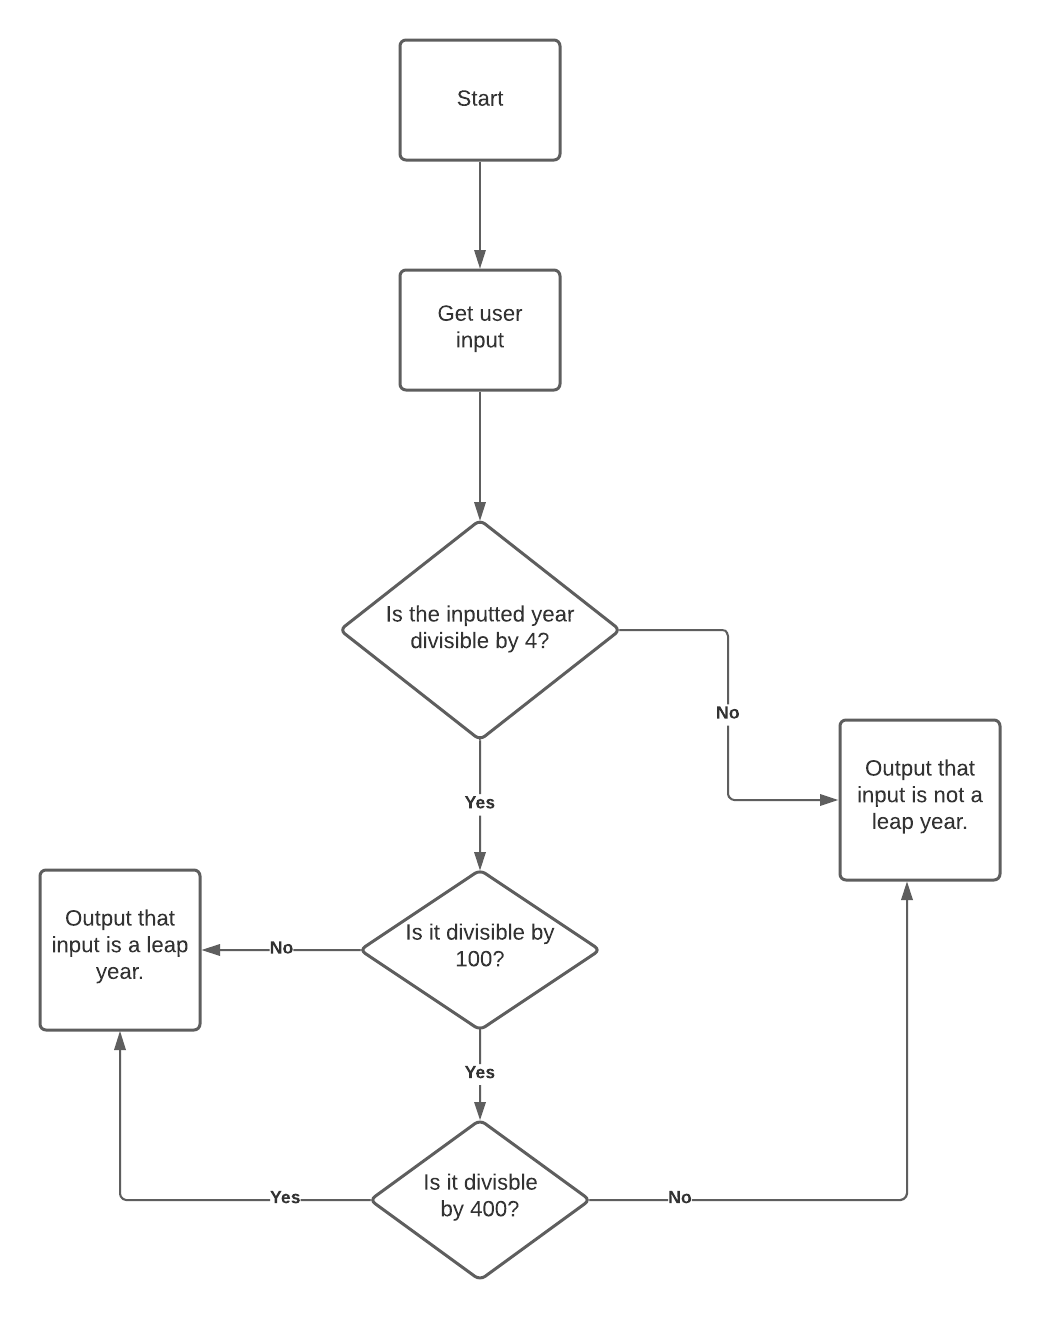 Start
Get user
input
Is the inputted year
divisible by 4?
No
Yes
Output that
input is not a
leap year.
Output that
input is a leap
year.
No
Is it divisible by
100?
Yes
Is it divisble
by 400?
Yes
No